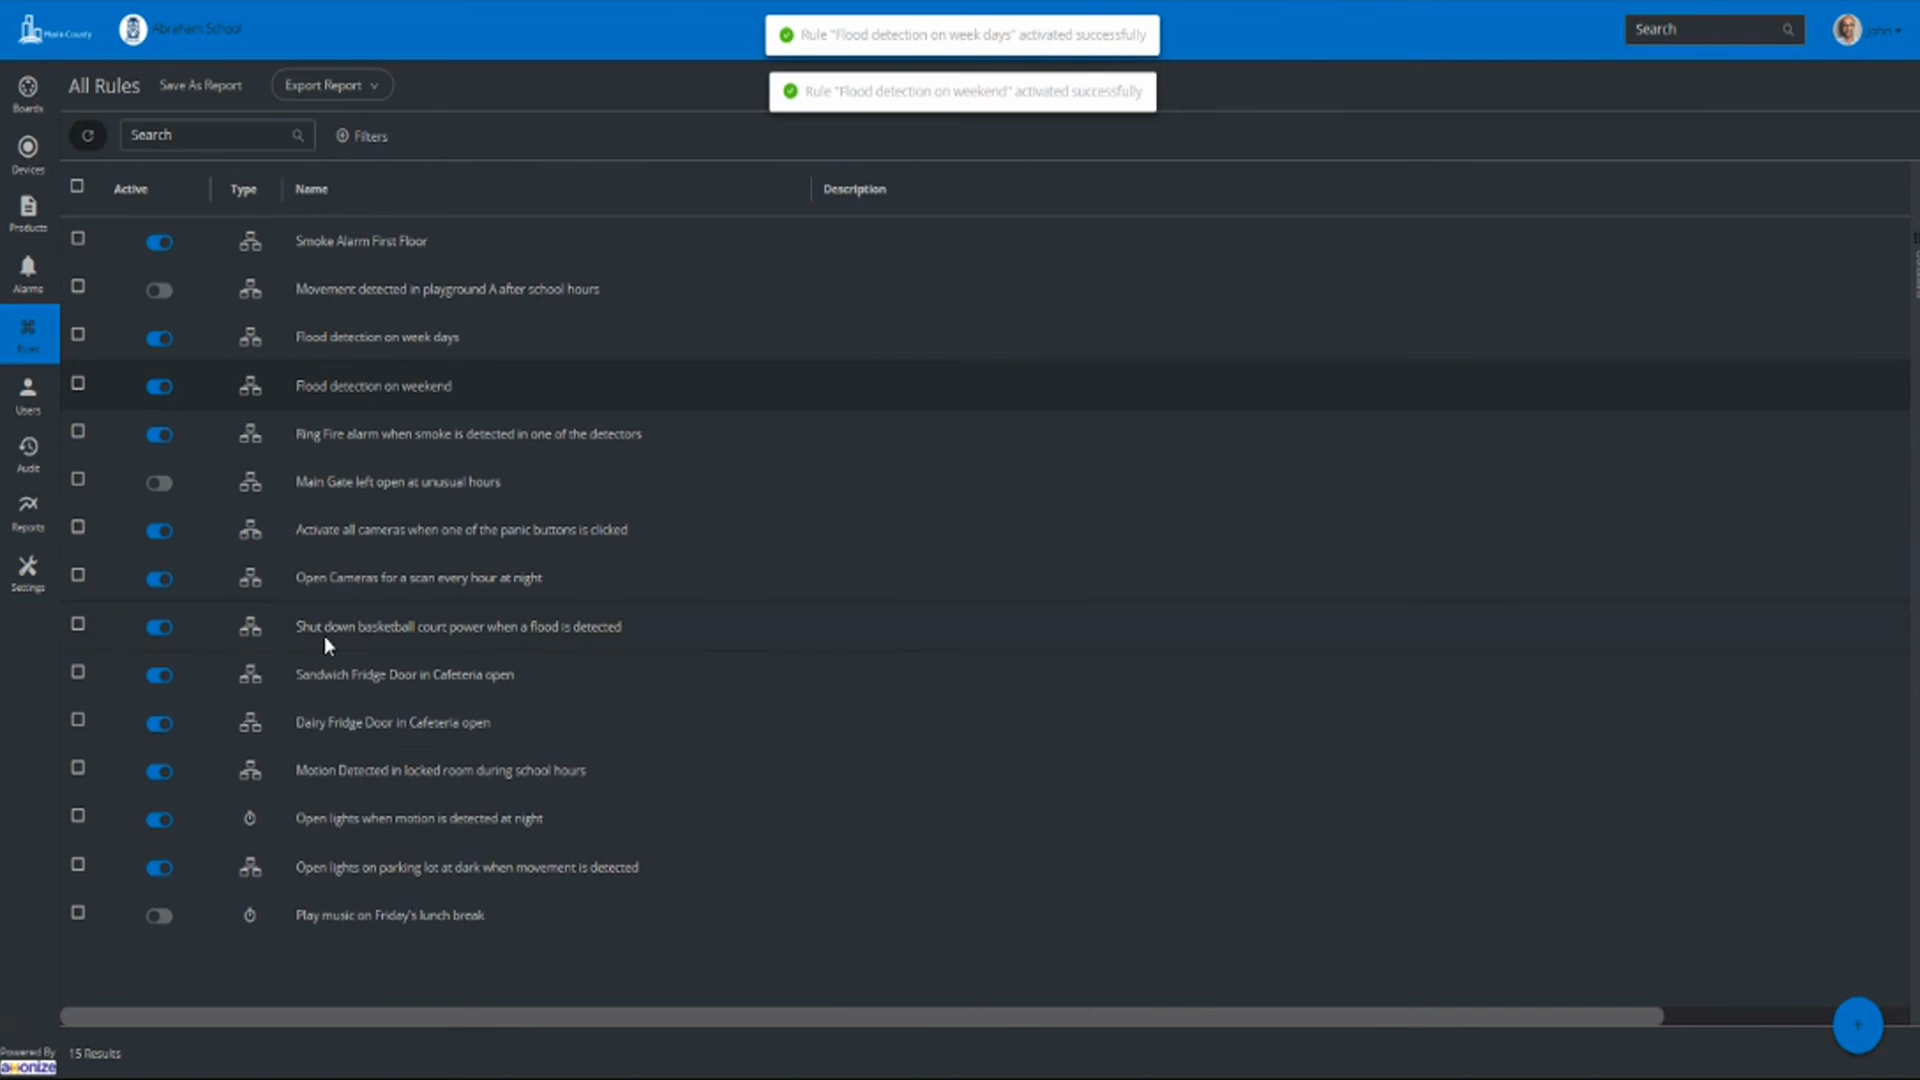 Marin County
Abraham School
Rule "Flood detection on week days" activated successfully
Search
John
All Rules
Save As Report
Export Report
Rule "Flood detection on weekend" activated successfully
Boards
Search
Filters
Devices
Active
Type
Name
Description
Products
Smoke Alarm First Floor
Alarms
Movement detected in playground A after school hours
Rules
Flood detection on week days
Users
Flood detection on weekend
Ring Fire alarm when smoke is detected in one of the detectors
Audit
Main Gate left open at unusual hours
Reports
Activate all cameras when one of the panic buttons is clicked
Settings
Open Cameras for a scan every hour at night
Shut down basketball court power when a flood is detected
Sandwich Fridge Door in Cafeteria open
Dairy Fridge Door in Cafeteria open
Motion Detected in locked room during school hours
Open lights when motion is detected at night
Open lights on parking lot at dark when movement is detected
Play music on Friday's lunch break
Powered By
axonize
15 Results